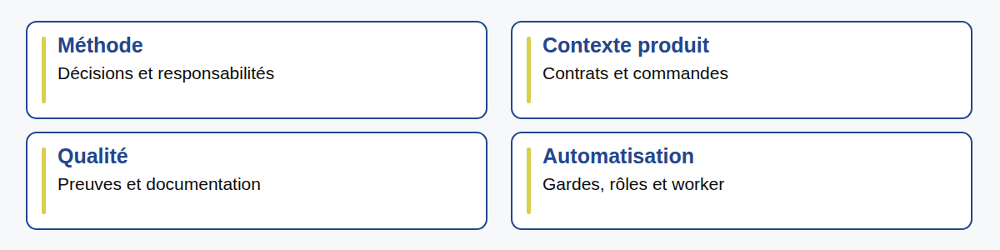 Méthode
Décisions et responsabilités
Contexte produit
Contrats et commandes
Qualité
Preuves et documentation
Automatisation
Gardes, rôles et worker